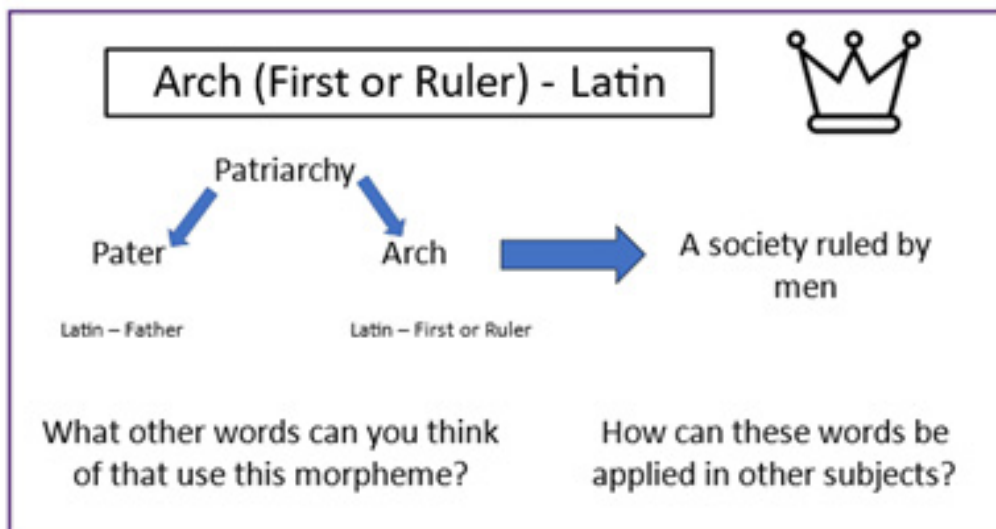 Arch (First or Ruler) - Latin
Patriarchy
Pater
Arch
A society ruled by
men
Latin – Father
Latin – First or Ruler
What other words can you think
of that use this morpheme?
How can these words be
applied in other subjects?